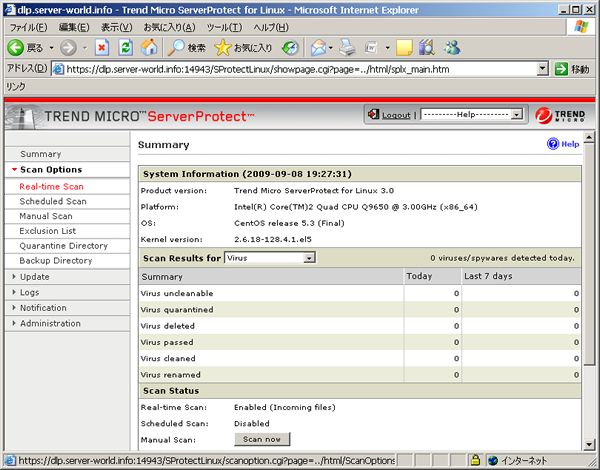 dlp.server-world.info - Trend Micro ServerProtect for Linux - Microsoft Internet Explorer
ファイル(F) 編集(E) 表示(V) お気に入り(A) ツール(T) ヘルプ(H)
戻る 検索 お気に入り
アドレス(D) https://dlp.server-world.info:14943/SProtectLinux/showpage.cgi?page=../html/splx_main.htm 移動
リンク
TREND MICRO™ ServerProtect™ Logout ---------Help--------- TREND MICRO
Summary
Scan Options
Real-time Scan
Scheduled Scan
Manual Scan
Exclusion List
Quarantine Directory
Backup Directory
Update
Logs
Notification
Administration
Summary Help
System Information (2009-09-08 19:27:31)
Product version: Trend Micro ServerProtect for Linux 3.0
Platform: Intel(R) Core(TM)2 Quad CPU Q9650 @ 3.00GHz (x86_64)
OS: CentOS release 5.3 (Final)
Kernel version: 2.6.18-128.4.1.el5
Scan Results for Virus 0 viruses/spywares detected today.
Summary Today Last 7 days
Virus uncleanable 0 0
Virus quarantined 0 0
Virus deleted 0 0
Virus passed 0 0
Virus cleaned 0 0
Virus renamed 0 0
Scan Status
Real-time Scan: Enabled (Incoming files)
Scheduled Scan: Disabled
Manual Scan: Scan now
https://dlp.server-world.info:14943/SProtectLinux/scanoption.cgi?page=../html/ScanOptions インターネット